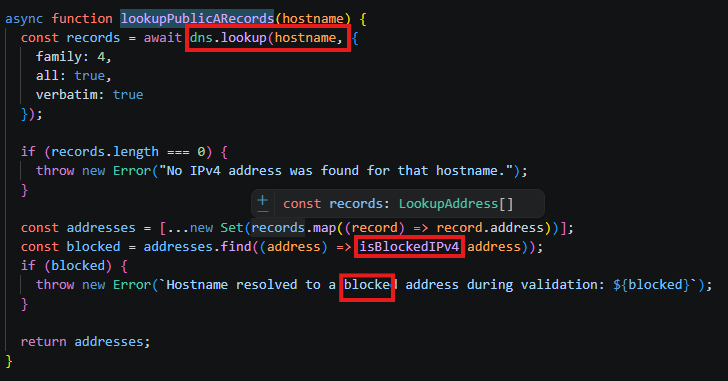 async function lookupPublicARecords(hostname) {
const records = await dns.lookup(hostname, {
family: 4,
all: true,
verbatim: true
});
if (records.length === 0) {
throw new Error("No IPv4 address was found for that hostname.");
}
const records: LookupAddress[]
const addresses = [...new Set(records.map((record) => record.address))];
const blocked = addresses.find((address) => isBlockedIPv4(address));
if (blocked) {
throw new Error(`Hostname resolved to a blocked address during validation: ${blocked}`);
}
return addresses;
}